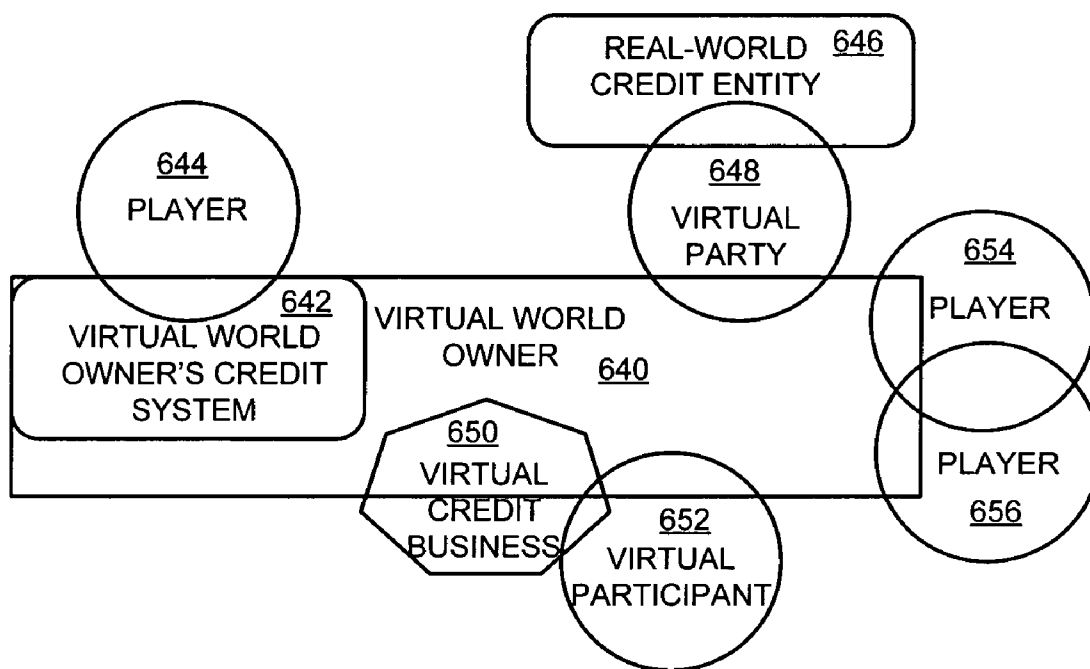 REAL-WORLD 646
CREDIT ENTITY
644
PLAYER
648
VIRTUAL
PARTY
654
PLAYER
642
VIRTUAL WORLD
OWNER'S CREDIT
SYSTEM
VIRTUAL WORLD
OWNER
640
650
VIRTUAL
CREDIT
BUSINESS
652
VIRTUAL
PARTICIPANT
PLAYER
656